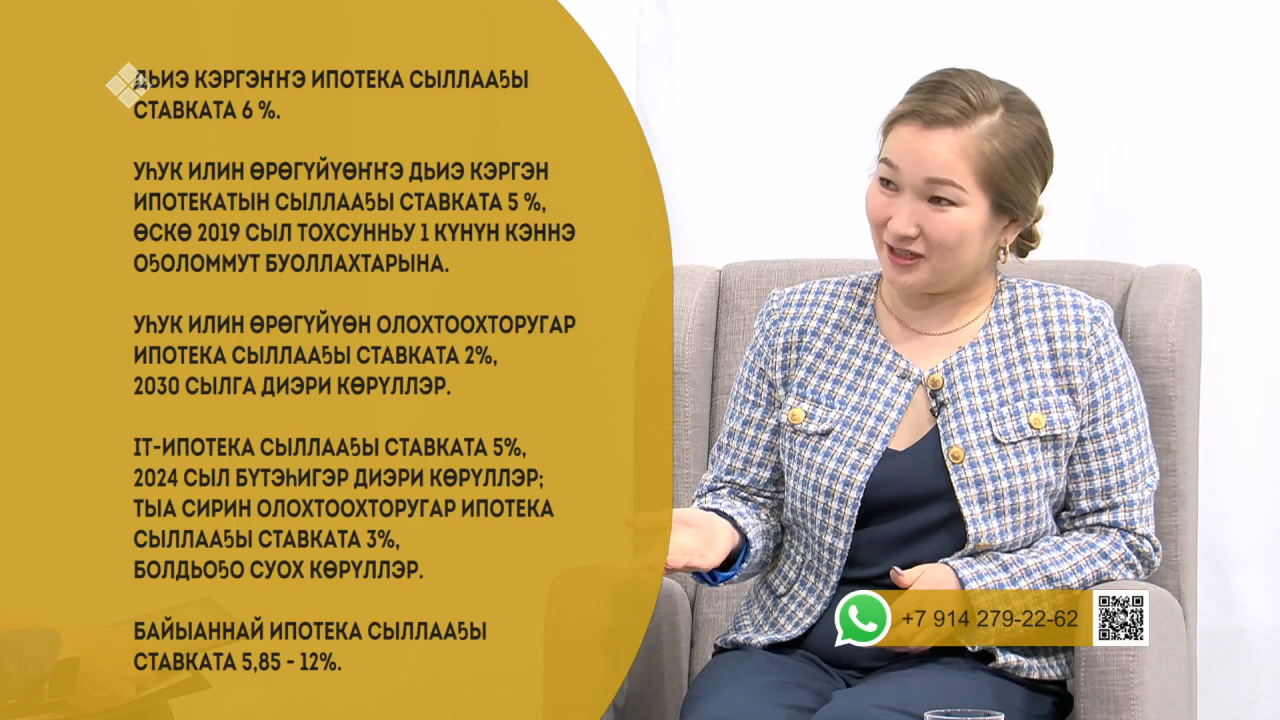 ДЬИЭ КЭРГЭҤҤЭ ИПОТЕКА СЫЛЛААҔЫ
СТАВКАТА 6 %.
УҺУК ИЛИН ӨРӨГҮЙҮӨҤҤЭ ДЬИЭ КЭРГЭН
ИПОТЕКАТЫН СЫЛЛААҔЫ СТАВКАТА 5 %,
ӨСКӨ 2019 СЫЛ ТОХСУННЬУ 1 КҮНҮН КЭННЭ
ОҔОЛОММУТ БУОЛЛАХТАРЫНА.
УҺУК ИЛИН ӨРӨГҮЙҮӨН ОЛОХТООХТОРУГАР
ИПОТЕКА СЫЛЛААҔЫ СТАВКАТА 2%,
2030 СЫЛГА ДИЭРИ КӨРҮЛЛЭР.
IT-ИПОТЕКА СЫЛЛААҔЫ СТАВКАТА 5%,
2024 СЫЛ БҮТЭҺИГЭР ДИЭРИ КӨРҮЛЛЭР;
ТЫА СИРИН ОЛОХТООХТОРУГАР ИПОТЕКА
СЫЛЛААҔЫ СТАВКАТА 3%,
БОЛДЬОҔО СУОХ КӨРҮЛЛЭР.
БАЙЫАННАЙ ИПОТЕКА СЫЛЛААҔЫ
СТАВКАТА 5,85 - 12%.
+7 914 279-22-62